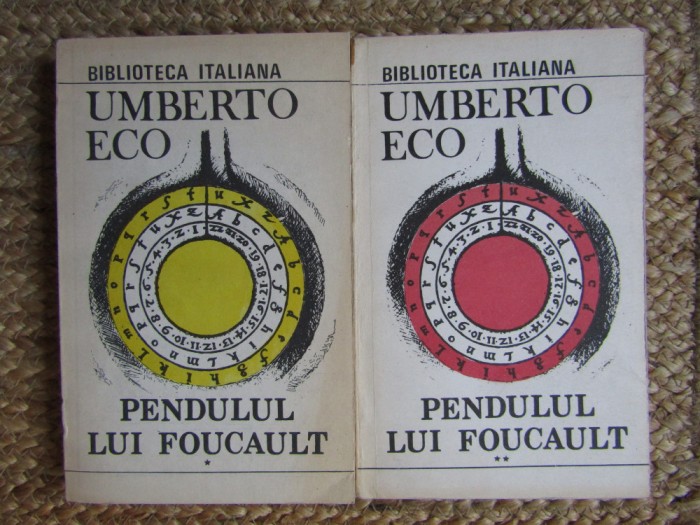 BIBLIOTECA ITALIANA
UMBERTO
ECO
PENDULUL
LUI FOUCAULT
*
BIBLIOTECA ITALIANA
UMBERTO
ECO
PENDULUL
LUI FOUCAULT
**